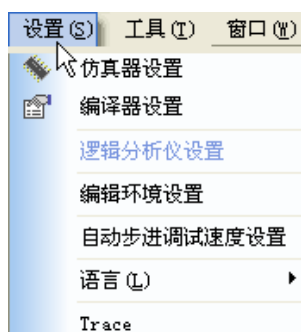 设置(S) 工具(T) 窗口(W)
仿真器设置
编译器设置
逻辑分析仪设置
编辑环境设置
自动步进调试速度设置
语言(L)
Trace